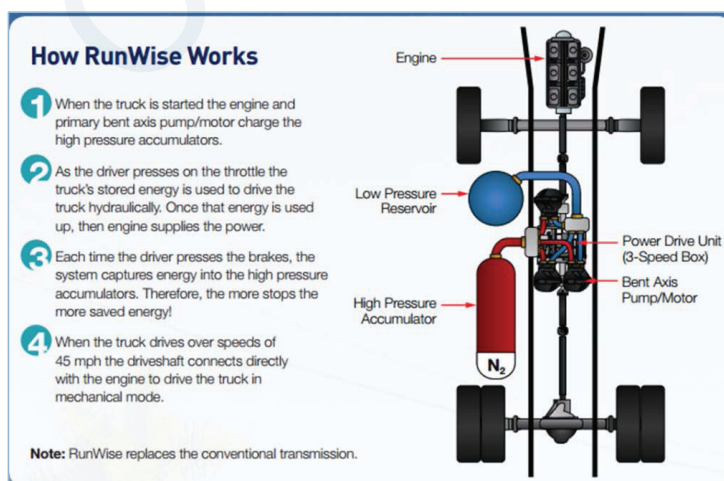 How RunWise Works
1 When the truck is started the engine and
primary bent axis pump/motor charge the
high pressure accumulators.
2 As the driver presses on the throttle the
truck's stored energy is used to drive the
truck hydraulically. Once that energy is used
up, then engine supplies the power.
3 Each time the driver presses the brakes, the
system captures energy into the high pressure
accumulators. Therefore, the more stops the
more saved energy!
4 When the truck drives over speeds of
45 mph the driveshaft connects directly
with the engine to drive the truck in
mechanical mode.
Note: RunWise replaces the conventional transmission.
Engine
Low Pressure
Reservoir
Power Drive Unit
(3-Speed Box)
Bent Axis
Pump/Motor
High Pressure
Accumulator
N₂